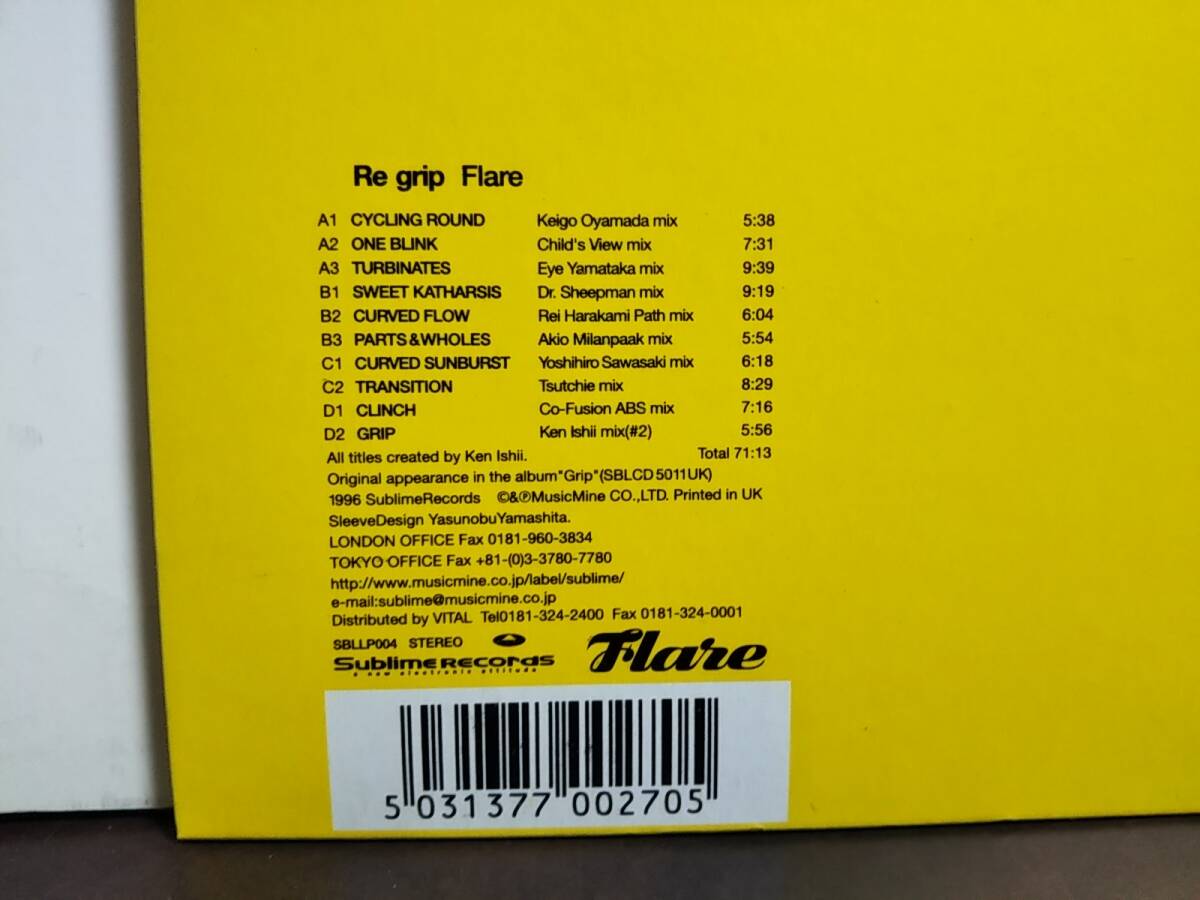 Re grip Flare
A1 CYCLING ROUND Keigo Oyamada mix 5:38
A2 ONE BLINK Child's View mix 7:31
A3 TURBINATES Eye Yamataka mix 9:39
B1 SWEET KATHARSIS Dr. Sheepman mix 9:19
B2 CURVED FLOW Rei Harakami Path mix 6:04
B3 PARTS&WHOLES Akio Milanpaak mix 5:54
C1 CURVED SUNBURST Yoshihiro Sawasaki mix 6:18
C2 TRANSITION Tsutchie mix 8:29
D1 CLINCH Co-Fusion ABS mix 7:16
D2 GRIP Ken Ishii mix(#2) 5:56
All titles created by Ken Ishii. Total 71:13
Original appearance in the album"Grip"(SBLCD5011UK)
1996 SublimeRecords ©&℗MusicMine CO.,LTD. Printed in UK
SleeveDesign YasunobuYamashita.
LONDON OFFICE Fax 0181-960-3834
TOKYO OFFICE Fax +81-(0)3-3780-7780
http://www.musicmine.co.jp/label/sublime/
e-mail:sublime@musicmine.co.jp
Distributed by VITAL Tel0181-324-2400 Fax 0181-324-0001
SBLLP004 STEREO
Sublime RECORDS Flare
a new electronic attitude
5 031377 002705